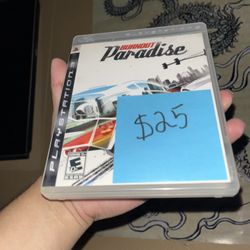 PLAYSTATION 3
BURNOUT
Paradise
$25
E